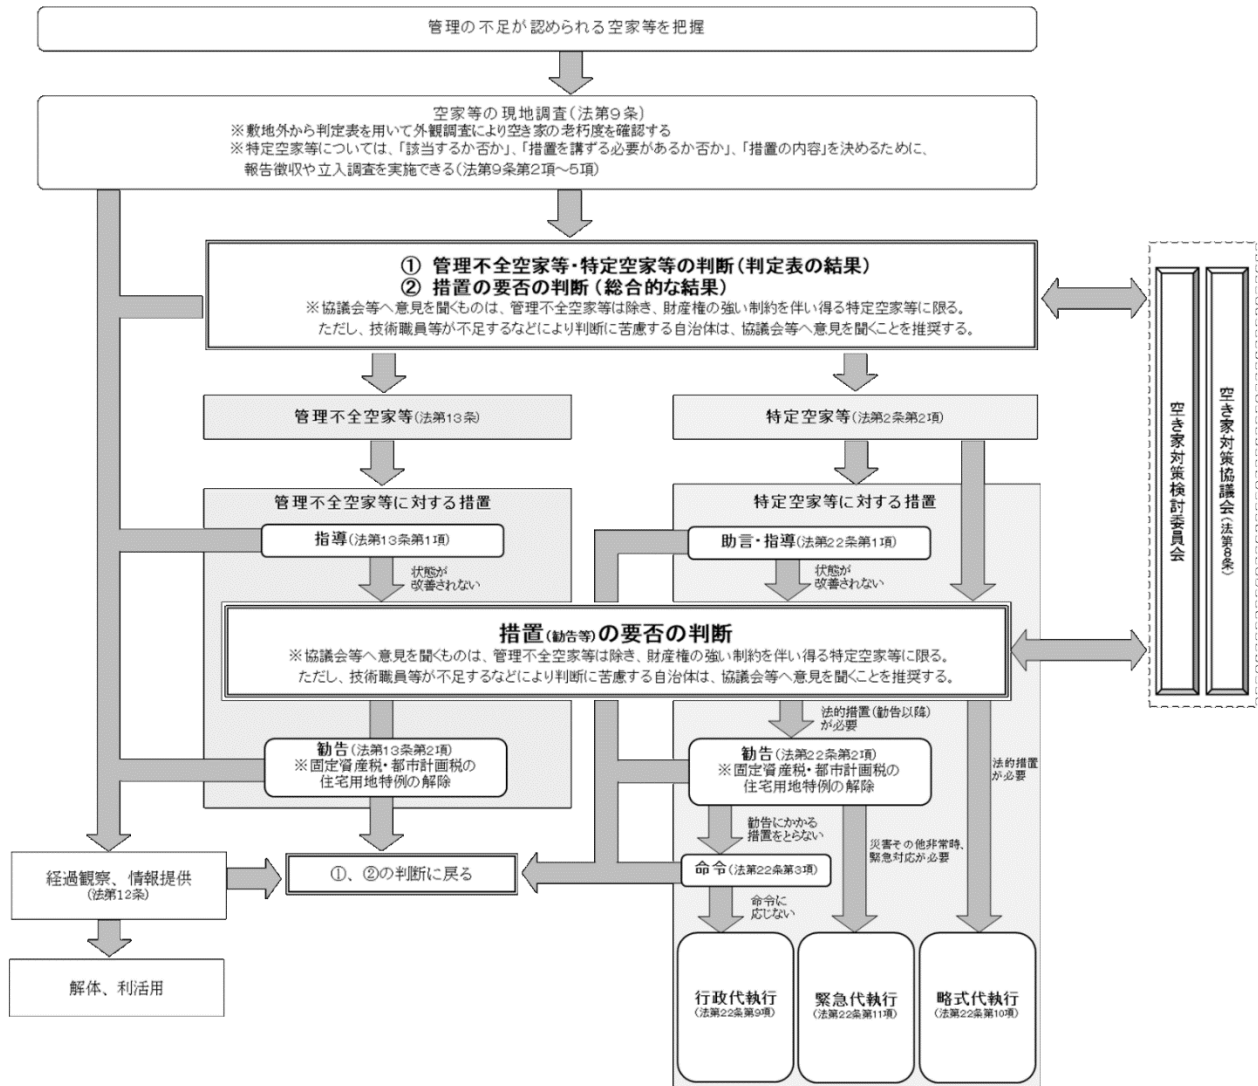 管理の不足が認められる空家等を把握
空家等の現地調査(法第9条)
※敷地外から判定表を用いて外観調査により空き家の老朽度を確認する
※特定空家等については、「該当するか否か」、「措置を講ずる必要があるか否か」、「措置の内容」を決めるために、
報告徴収や立入調査を実施できる(法第9条第2項～5項)
① 管理不全空家等・特定空家等の判断(判定表の結果)
② 措置の要否の判断(総合的な結果)
※協議会等へ意見を聞くものは、管理不全空家等は除き、財産権の強い制約を伴い得る特定空家等に限る。
ただし、技術職員等が不足するなどにより判断に苦慮する自治体は、協議会等へ意見を聞くことを推奨する。
空き家対策検討委員会
空き家対策協議会(法第8条)
管理不全空家等(法第13条)
特定空家等(法第2条第2項)
管理不全空家等に対する措置
特定空家等に対する措置
指導(法第13条第1項)
助言・指導(法第22条第1項)
状態が
改善されない
状態が
改善されない
措置(勧告等)の要否の判断
※協議会等へ意見を聞くものは、管理不全空家等は除き、財産権の強い制約を伴い得る特定空家等に限る。
ただし、技術職員等が不足するなどにより判断に苦慮する自治体は、協議会等へ意見を聞くことを推奨する。
法的措置(勧告以降)
が必要
勧告(法第13条第2項)
※固定資産税・都市計画税の
住宅用地特例の解除
勧告(法第22条第2項)
※固定資産税・都市計画税の
住宅用地特例の解除
法的措置
が必要
勧告にかかる
措置をとらない
災害その他非常時、
緊急対応が必要
経過観察、情報提供
(法第12条)
①、②の判断に戻る
命令(法第22条第3項)
命令に
応じない
解体、利活用
行政代執行
(法第22条第9項)
緊急代執行
(法第22条第11項)
略式代執行
(法第22条第10項)